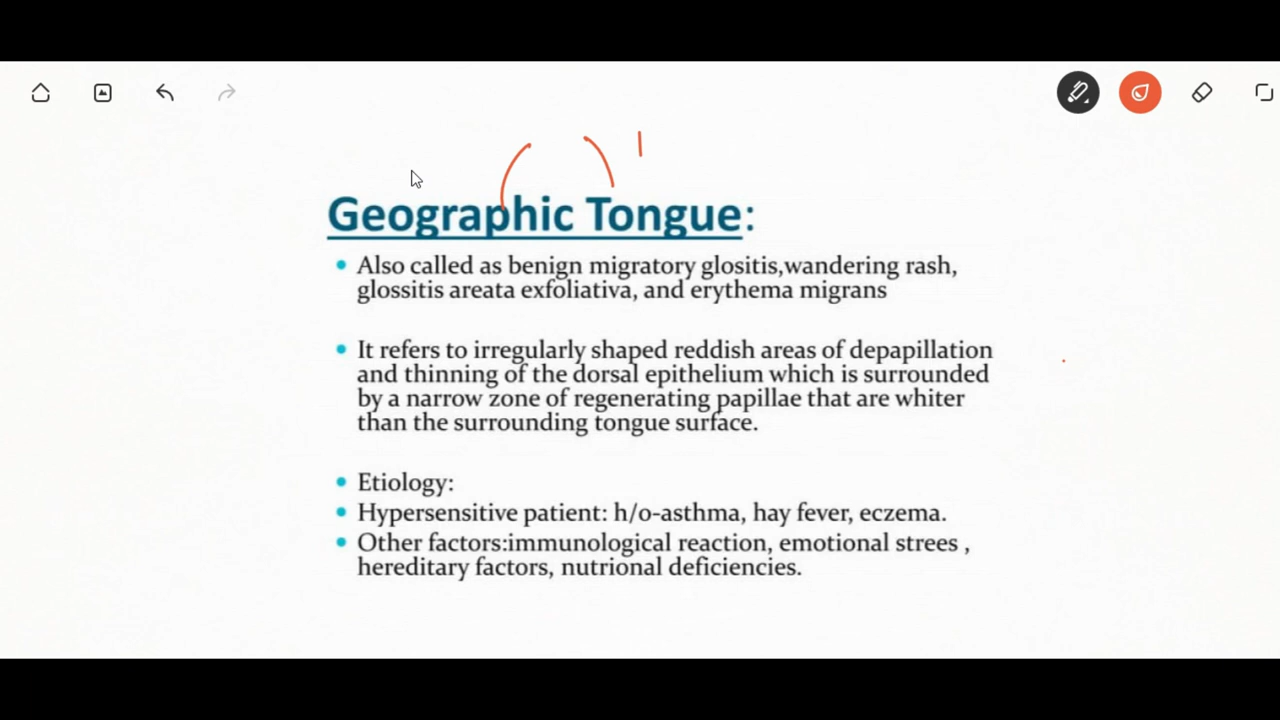 Geographic Tongue:
Also called as benign migratory glositis,wandering rash,
glossitis areata exfoliativa, and erythema migrans
It refers to irregularly shaped reddish areas of depapillation
and thinning of the dorsal epithelium which is surrounded
by a narrow zone of regenerating papillae that are whiter
than the surrounding tongue surface.
Etiology:
Hypersensitive patient: h/o-asthma, hay fever, eczema.
Other factors:immunological reaction, emotional strees ,
hereditary factors, nutrional deficiencies.